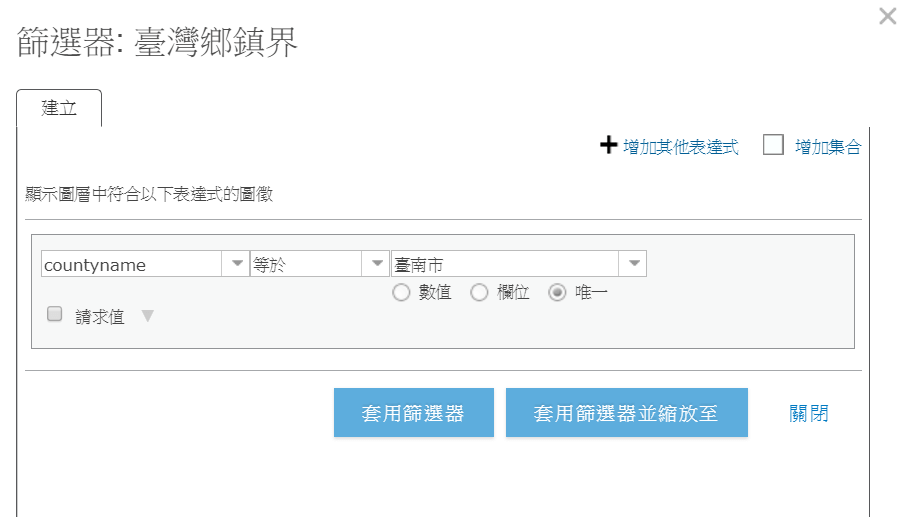 篩選器: 臺灣鄉鎮界
建立
增加其他表達式 增加集合
顯示圖層中符合以下表達式的圖徵
countyname 等於 臺南市
數值 欄位 唯一
請求值
套用篩選器 套用篩選器並縮放至 關閉